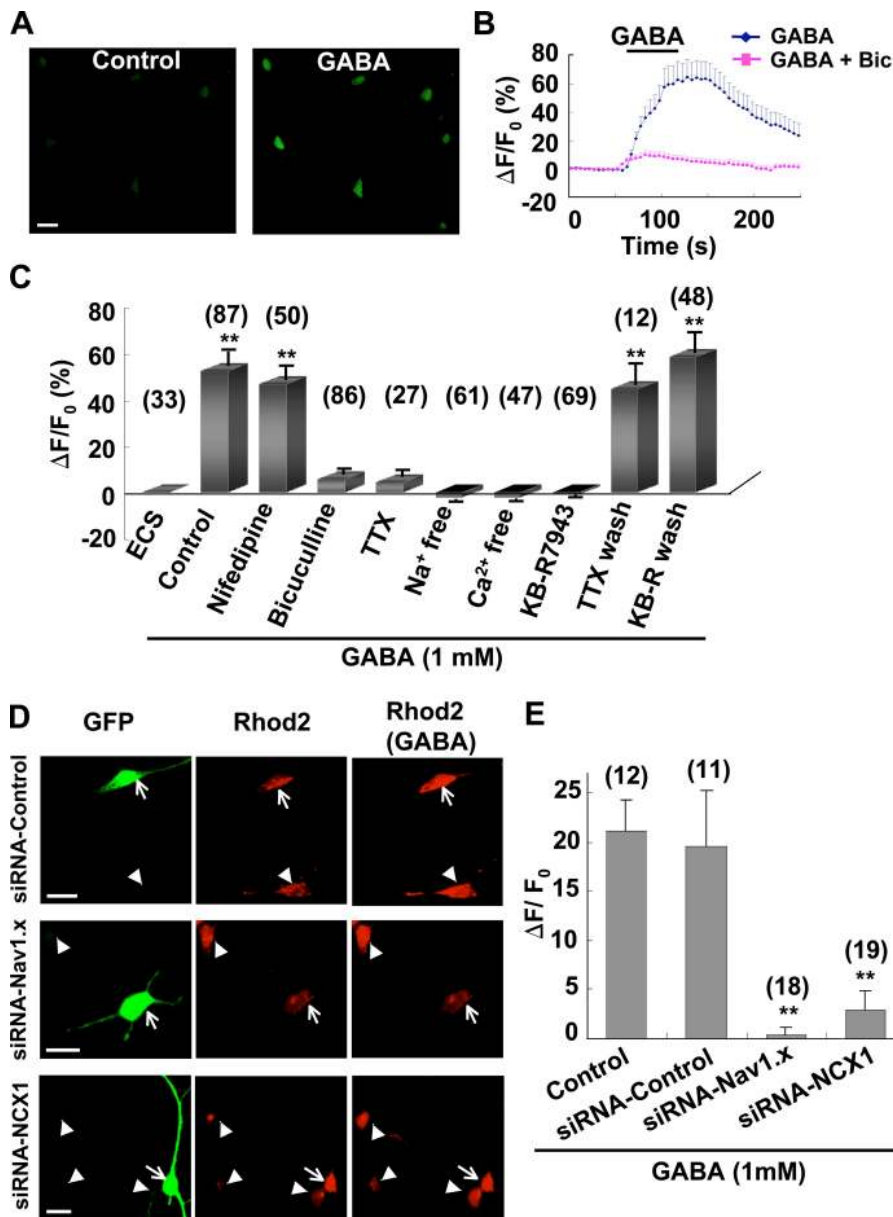 A
Control
GABA
B
GABA
GABA
GABA + Bic
ΔF/F₀ (%)
80
60
40
20
0
-20
0
100
200
Time (s)
C
ΔF/F₀ (%)
80
60
40
20
0
-20
(33)
(87)
**
(50)
**
(86)
(27)
(61)
(47)
(69)
(12)
**
(48)
**
ECS
Control
Nifedipine
Bicuculline
TTX
Na⁺ free
Ca²⁺ free
KB-R7943
TTX wash
KB-R wash
GABA (1 mM)
D
GFP
Rhod2
Rhod2
(GABA)
siRNA-Control
siRNA-Nav1.x
siRNA-NCX1
E
ΔF/ F₀
25
20
15
10
5
0
(12)
(11)
(18)
**
(19)
**
Control
siRNA-Control
siRNA-Nav1.x
siRNA-NCX1
GABA (1mM)